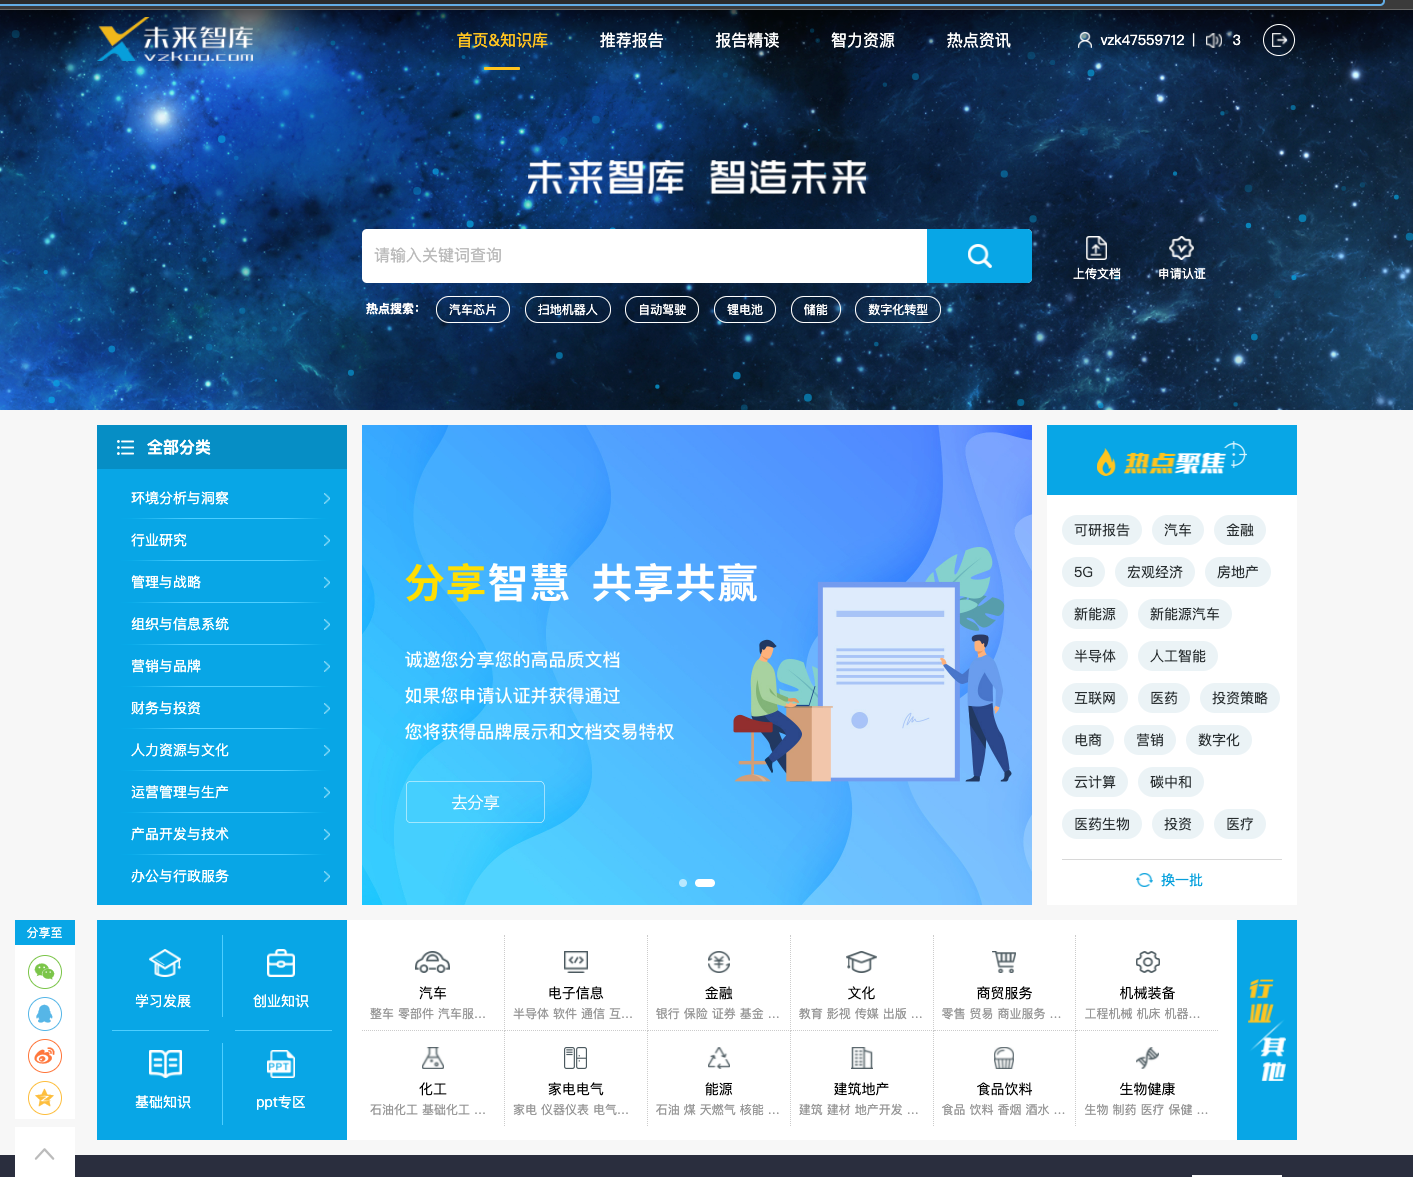 未来智库
vzkoo.com
首页&知识库
推荐报告
报告精读
智力资源
热点资讯
vzk47559712 |
3
未来智库 智造未来
请输入关键词查询
上传文档
申请认证
热点搜索：
汽车芯片
扫地机器人
自动驾驶
锂电池
储能
数字化转型
全部分类
环境分析与洞察
行业研究
管理与战略
组织与信息系统
营销与品牌
财务与投资
人力资源与文化
运营管理与生产
产品开发与技术
办公与行政服务
分享智慧 共享共赢
诚邀您分享您的高品质文档
如果您申请认证并获得通过
您将获得品牌展示和文档交易特权
去分享
热点聚焦
可研报告 汽车 金融
5G 宏观经济 房地产
新能源 新能源汽车
半导体 人工智能
互联网 医药 投资策略
电商 营销 数字化
云计算 碳中和
医药生物 投资 医疗
换一批
分享至
学习发展
创业知识
基础知识
PPT
ppt专区
汽车
整车 零部件 汽车服...
电子信息
半导体 软件 通信 互...
金融
银行 保险 证券 基金 ...
文化
教育 影视 传媒 出版 ...
商贸服务
零售 贸易 商业服务 ...
机械装备
工程机械 机床 机器...
化工
石油化工 基础化工 ...
家电电气
家电 仪器仪表 电气...
能源
石油 煤 天燃气 核能 ...
建筑地产
建筑 建材 地产开发 ...
食品饮料
食品 饮料 香烟 酒水 ...
生物健康
生物 制药 医疗 保健 ...
行业
其他